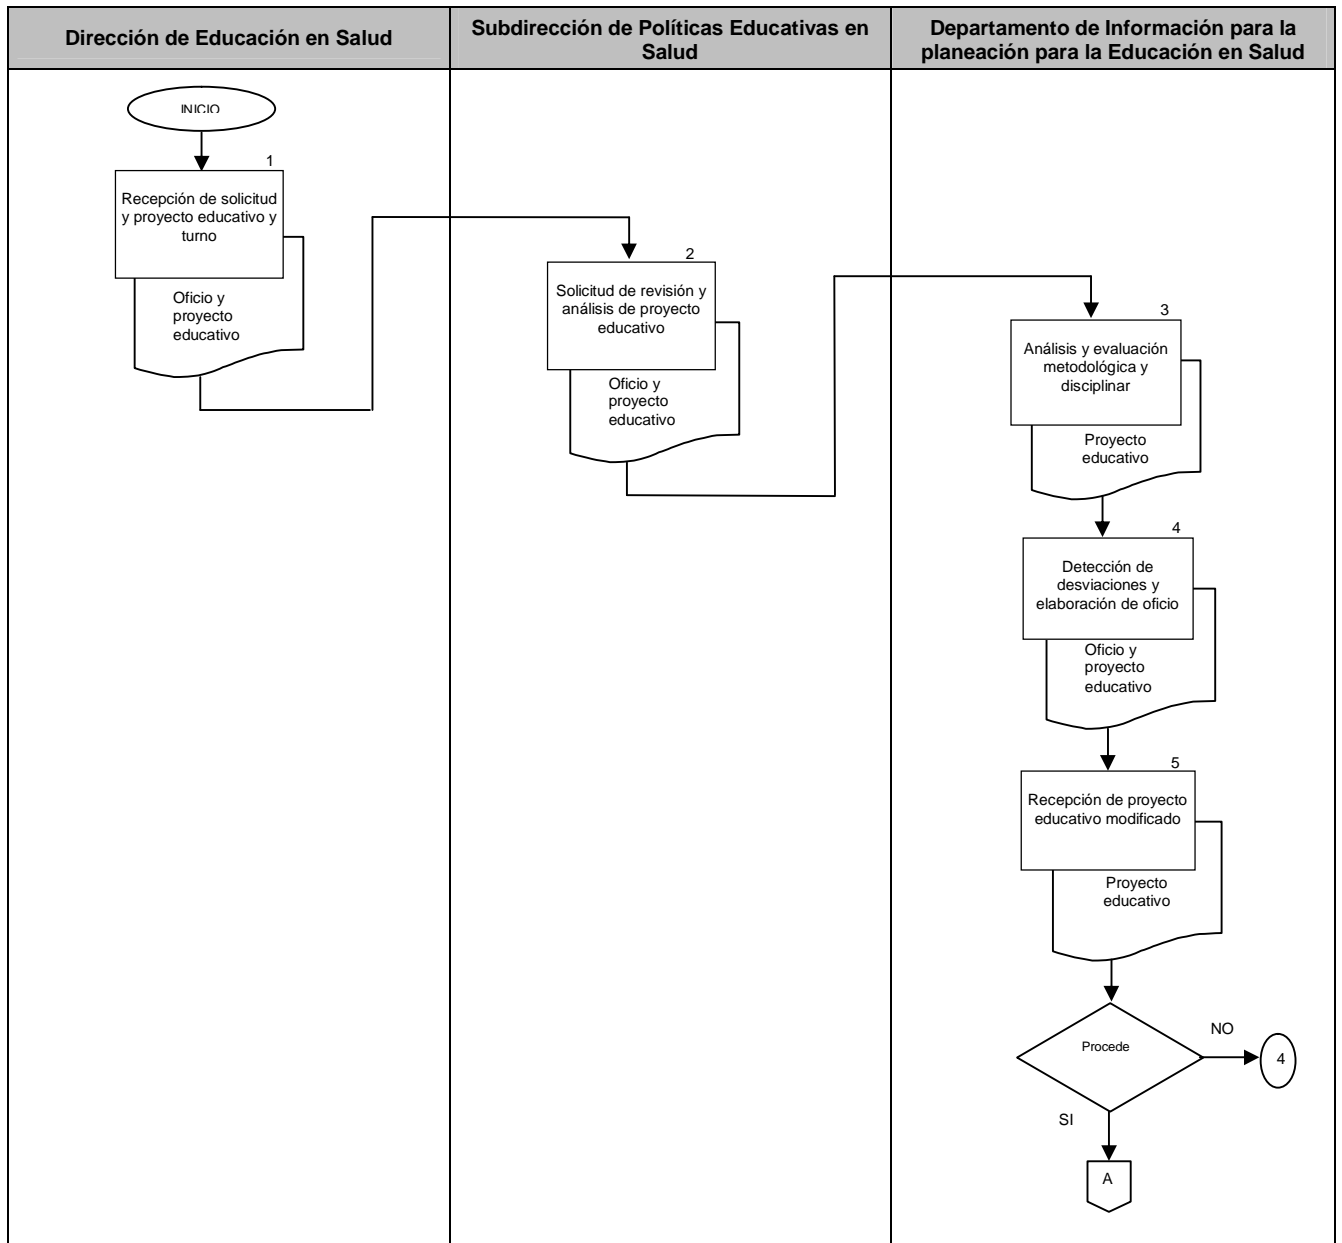 Dirección de Educación en Salud
Subdirección de Políticas Educativas en
Salud
Departamento de Información para la
planeación para la Educación en Salud
INICIO
1
Recepción de solicitud
y proyecto educativo y
turno
Oficio y
proyecto
educativo
2
Solicitud de revisión y
análisis de proyecto
educativo
Oficio y
proyecto
educativo
3
Análisis y evaluación
metodológica y
disciplinar
Proyecto
educativo
4
Detección de
desviaciones y
elaboración de oficio
Oficio y
proyecto
educativo
5
Recepción de proyecto
educativo modificado
Proyecto
educativo
Procede
NO
4
SI
A